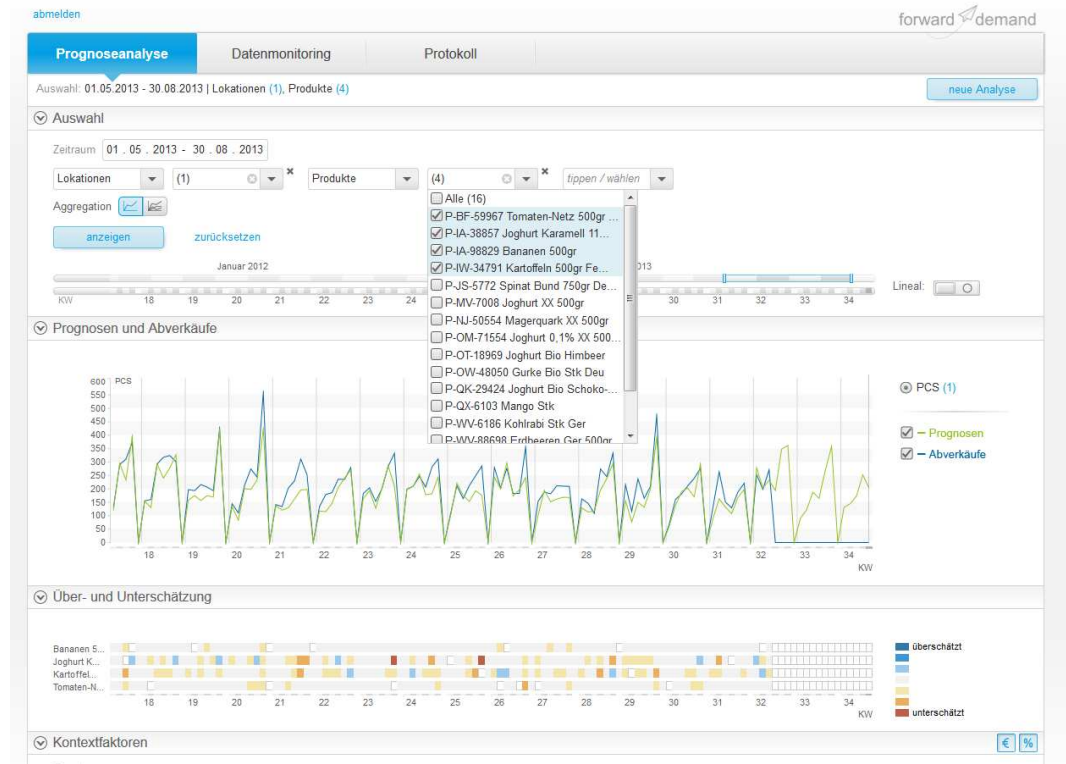 abmelden
forward demand
Prognoseanalyse Datenmonitoring Protokoll
Auswahl: 01.05.2013 - 30.08.2013 | Lokationen (1), Produkte (4)
neue Analyse
Auswahl
Zeitraum 01 . 05 . 2013 - 30 . 08 . 2013
Lokationen (1) Produkte (4) tippen / wählen
Alle (16)
Aggregation
P-BF-59967 Tomaten-Netz 500gr ...
P-IA-38857 Joghurt Karamell 11...
anzeigen zurücksetzen
P-IA-98829 Bananen 500gr
P-IW-34791 Kartoffeln 500gr Fe...
Januar 2012 013
P-JS-5772 Spinat Bund 750gr De...
Lineal:
KW 18 19 20 21 22 23 24 30 31 32 33 34
P-MV-7008 Joghurt XX 500gr
P-NJ-50554 Magerquark XX 500gr
Prognosen und Abverkäufe
P-OM-71554 Joghurt 0,1% XX 500...
P-OT-18969 Joghurt Bio Himbeer
P-OW-48050 Gurke Bio Stk Deu
P-QK-29424 Joghurt Bio Schoko-...
P-QX-6103 Mango Stk
P-WV-6186 Kohlrabi Stk Ger
P-WV-88698 Erdbeeren Ger 500gr
PCS
600
550
500
450
400
350
300
250
200
150
100
50
0
PCS (1)
Prognosen
Abverkäufe
18 19 20 21 22 23 24 25 26 27 28 29 30 31 32 33 34
KW
Über- und Unterschätzung
Bananen 5...
Joghurt K...
Kartoffel...
Tomaten-N...
überschätzt
unterschätzt
18 19 20 21 22 23 24 25 26 27 28 29 30 31 32 33 34
KW
Kontextfaktoren
€ %